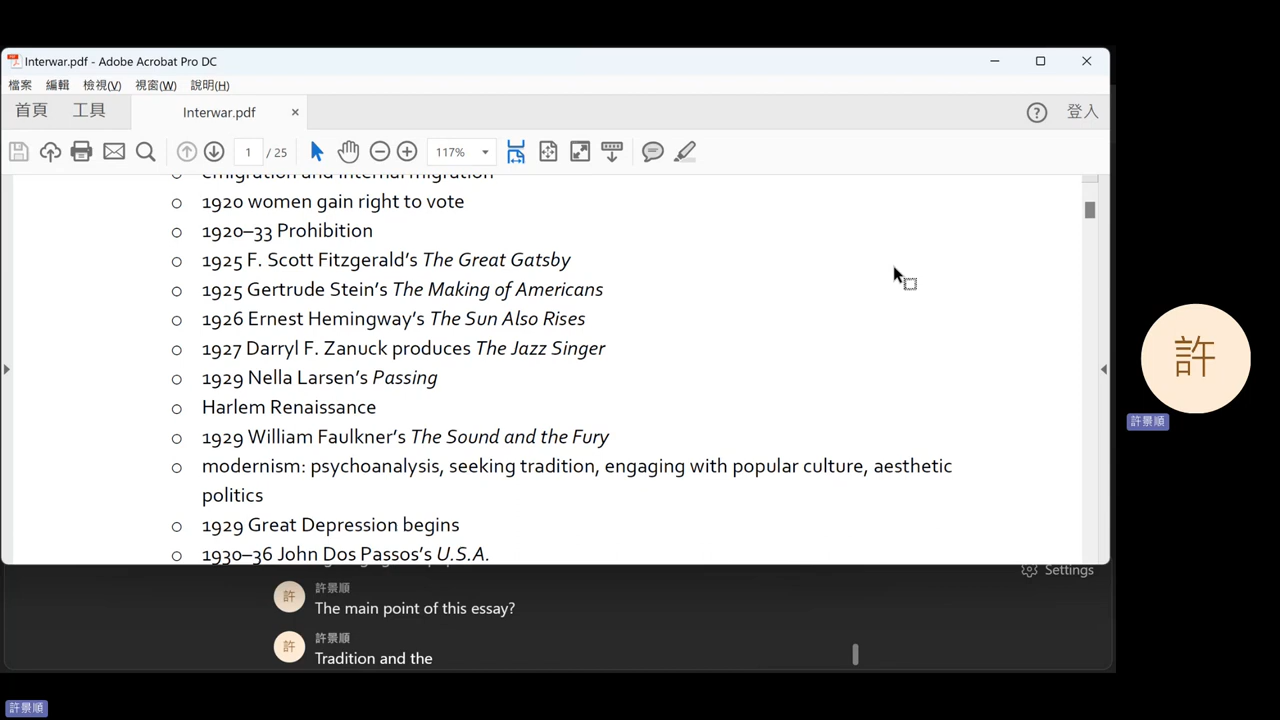 Interwar.pdf - Adobe Acrobat Pro DC
檔案 編輯 檢視(V) 視窗(W) 說明(H)
首頁 工具 Interwar.pdf × ? 登入
1 / 25 117%
emigration and internal migration
○ 1920 women gain right to vote
○ 1920–33 Prohibition
○ 1925 F. Scott Fitzgerald’s The Great Gatsby
○ 1925 Gertrude Stein’s The Making of Americans
○ 1926 Ernest Hemingway’s The Sun Also Rises
○ 1927 Darryl F. Zanuck produces The Jazz Singer
○ 1929 Nella Larsen’s Passing
○ Harlem Renaissance
○ 1929 William Faulkner’s The Sound and the Fury
○ modernism: psychoanalysis, seeking tradition, engaging with popular culture, aesthetic
politics
○ 1929 Great Depression begins
○ 1930–36 John Dos Passos’s U.S.A.
Settings
許 許景順
The main point of this essay?
許 許景順
Tradition and the
許
許景順
許景順